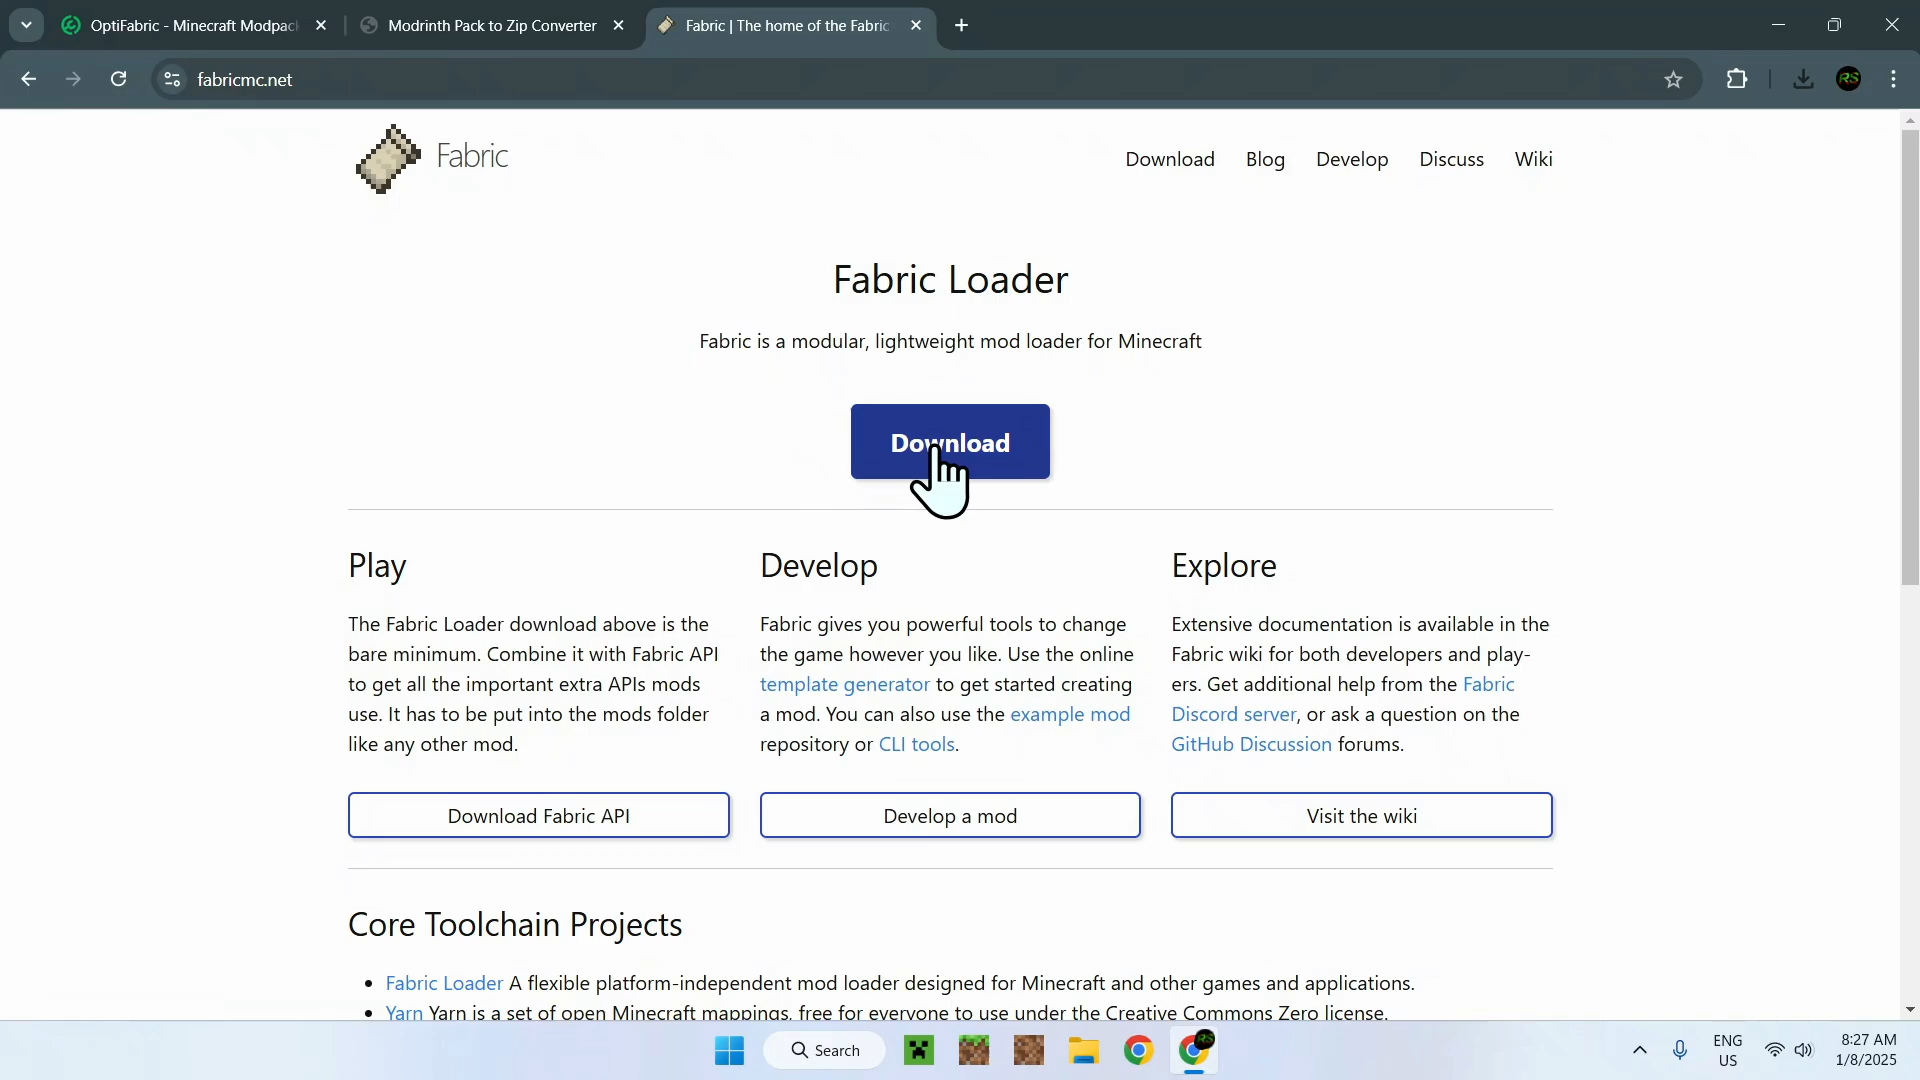 OptiFabric - Minecraft Modpac
Modrinth Pack to Zip Converter
Fabric | The home of the Fabric
fabricmc.net
RS
Fabric
Download Blog Develop Discuss Wiki
Fabric Loader
Fabric is a modular, lightweight mod loader for Minecraft
Download
Play
The Fabric Loader download above is the
bare minimum. Combine it with Fabric API
to get all the important extra APIs mods
use. It has to be put into the mods folder
like any other mod.
Download Fabric API
Develop
Fabric gives you powerful tools to change
the game however you like. Use the online
template generator to get started creating
a mod. You can also use the example mod
repository or CLI tools.
Develop a mod
Explore
Extensive documentation is available in the
Fabric wiki for both developers and play-
ers. Get additional help from the Fabric
Discord server, or ask a question on the
GitHub Discussion forums.
Visit the wiki
Core Toolchain Projects
Fabric Loader A flexible platform-independent mod loader designed for Minecraft and other games and applications.
Yarn Yarn is a set of open Minecraft mappings, free for everyone to use under the Creative Commons Zero license.
Search
RS
ENG
US
8:27 AM
1/8/2025